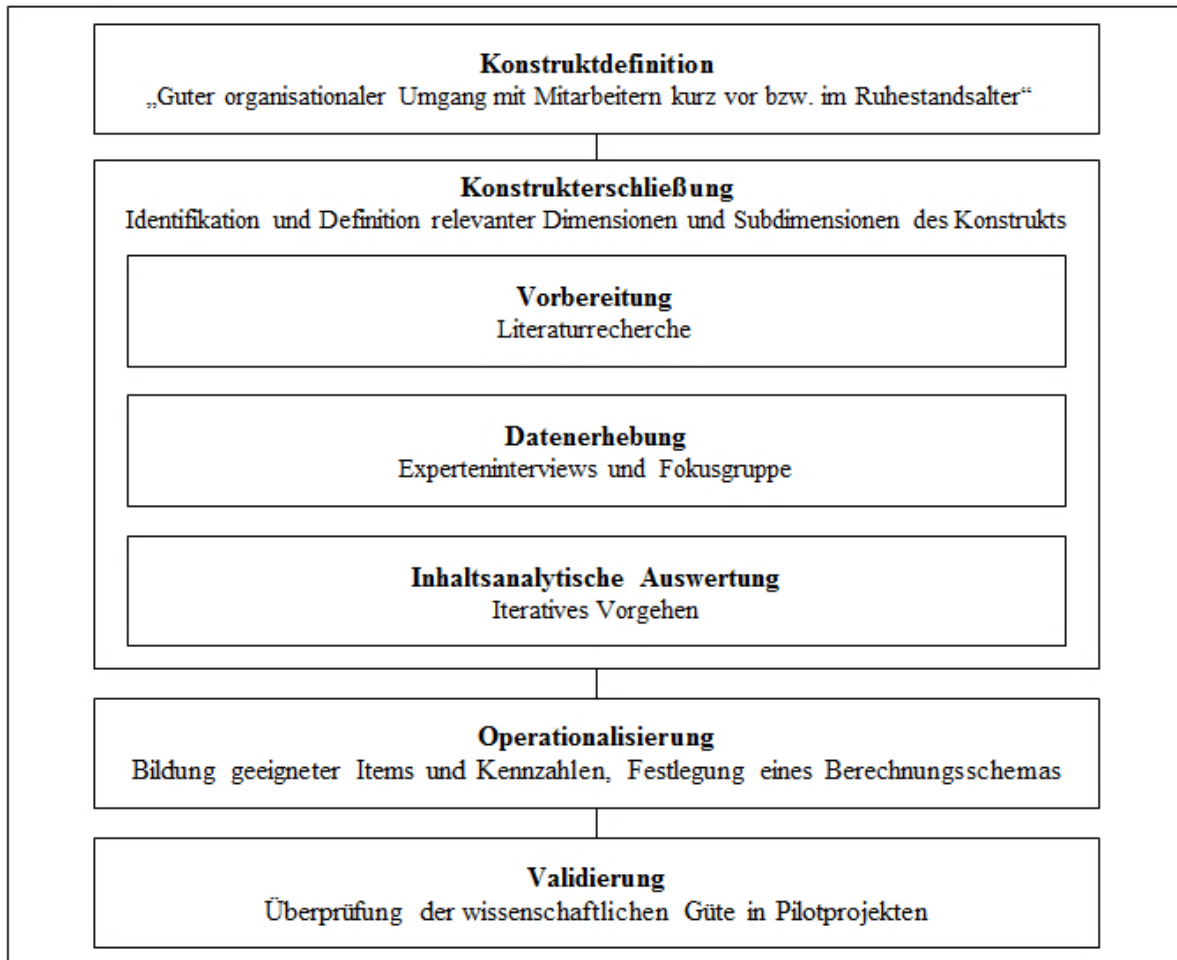 Konstruktdefinition
„Guter organisationaler Umgang mit Mitarbeitern kurz vor bzw. im Ruhestandsalter“
Konstrukterschließung
Identifikation und Definition relevanter Dimensionen und Subdimensionen des Konstrukts
Vorbereitung
Literaturrecherche
Datenerhebung
Experteninterviews und Fokusgruppe
Inhaltsanalytische Auswertung
Iteratives Vorgehen
Operationalisierung
Bildung geeigneter Items und Kennzahlen, Festlegung eines Berechnungsschemas
Validierung
Überprüfung der wissenschaftlichen Güte in Pilotprojekten